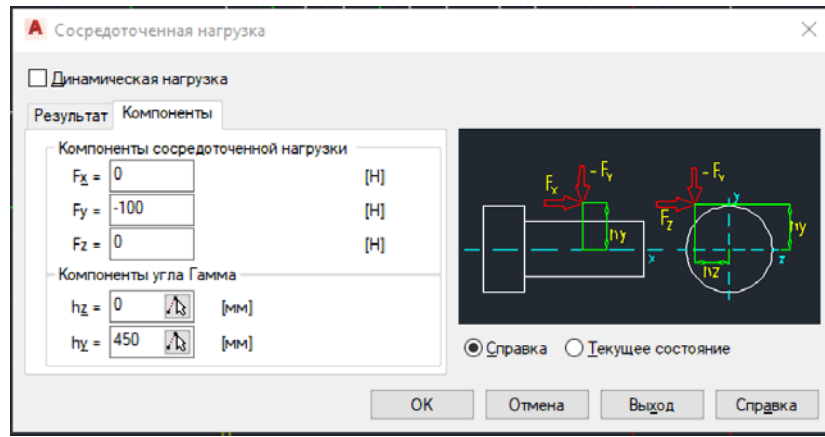 Сосредоточенная нагрузка
Динамическая нагрузка
Результат Компоненты
Компоненты сосредоточенной нагрузки
Fx = 0 [Н]
Fy = -100 [Н]
Fz = 0 [Н]
Компоненты угла Гамма
hz = 0 [мм]
hy = 450 [мм]
Fx -Fy Fz -Fy y
hy x hz hy z
Справка Текущее состояние
ОК Отмена Выход Справка